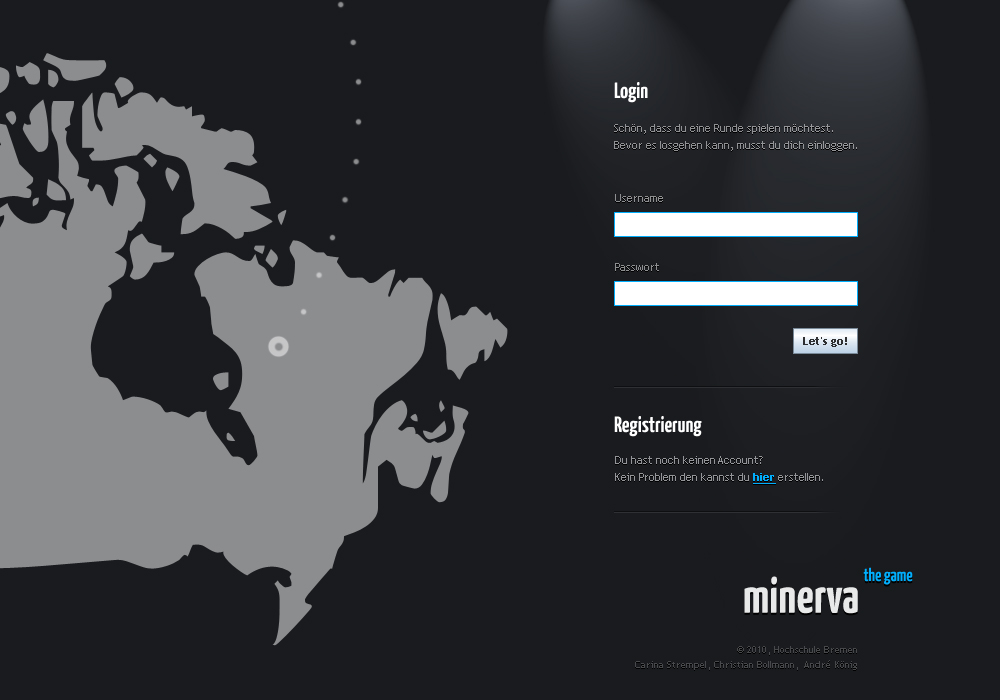 Login
Schön, dass du eine Runde spielen möchtest.
Bevor es losgehen kann, musst du dich einloggen.
Username
Passwort
Let's go!
Registrierung
Du hast noch keinen Account?
Kein Problem den kannst du hier erstellen.
the game
minerva
© 2010, Hochschule Bremen
Carina Strempel, Christian Bollmann, André König